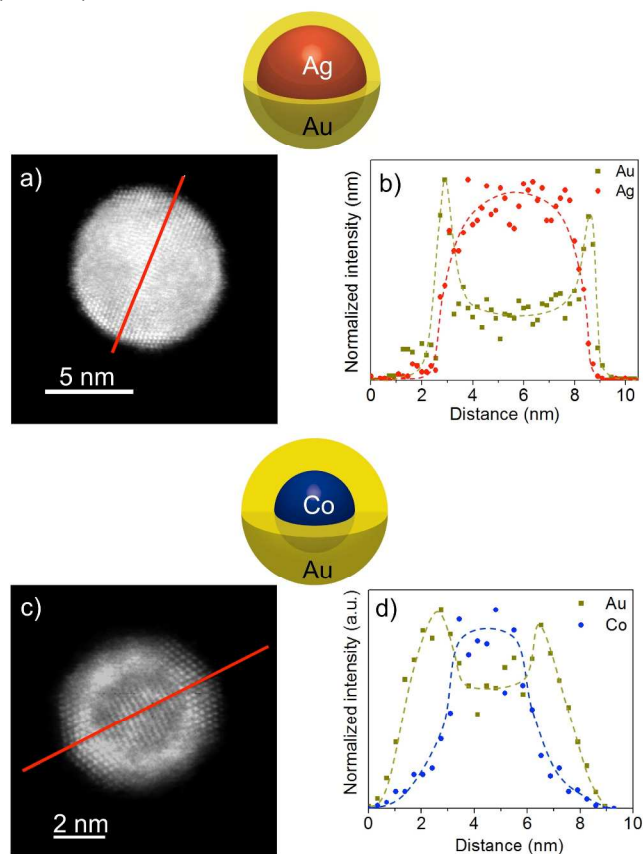 Ag
Au
a)
5 nm
b)
Au
Ag
Normalized intensity (nm)
0 2 4 6 8 10
Distance (nm)
Co
Au
c)
2 nm
d)
Au
Co
Normalized intensity (a.u.)
0 2 4 6 8 10
Distance (nm)